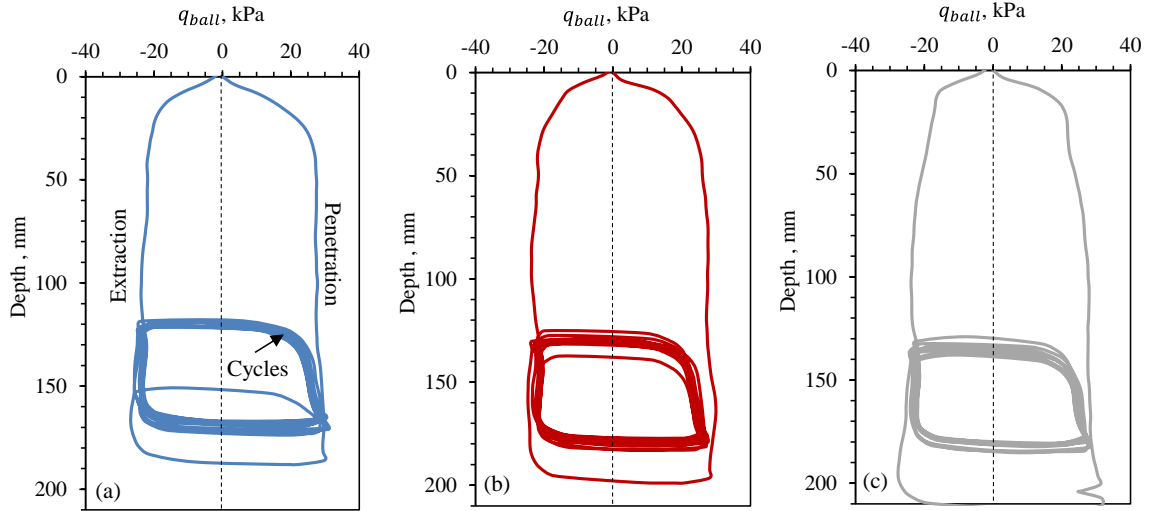 q_ball, kPa
-40 -20 0 20 40
0
50
100
150
200
Depth , mm
Extraction
Penetration
Cycles
(a)
q_ball, kPa
-40 -20 0 20 40
0
50
100
150
200
Depth , mm
(b)
q_ball, kPa
-40 -20 0 20 40
0
50
100
150
200
Depth , mm
(c)